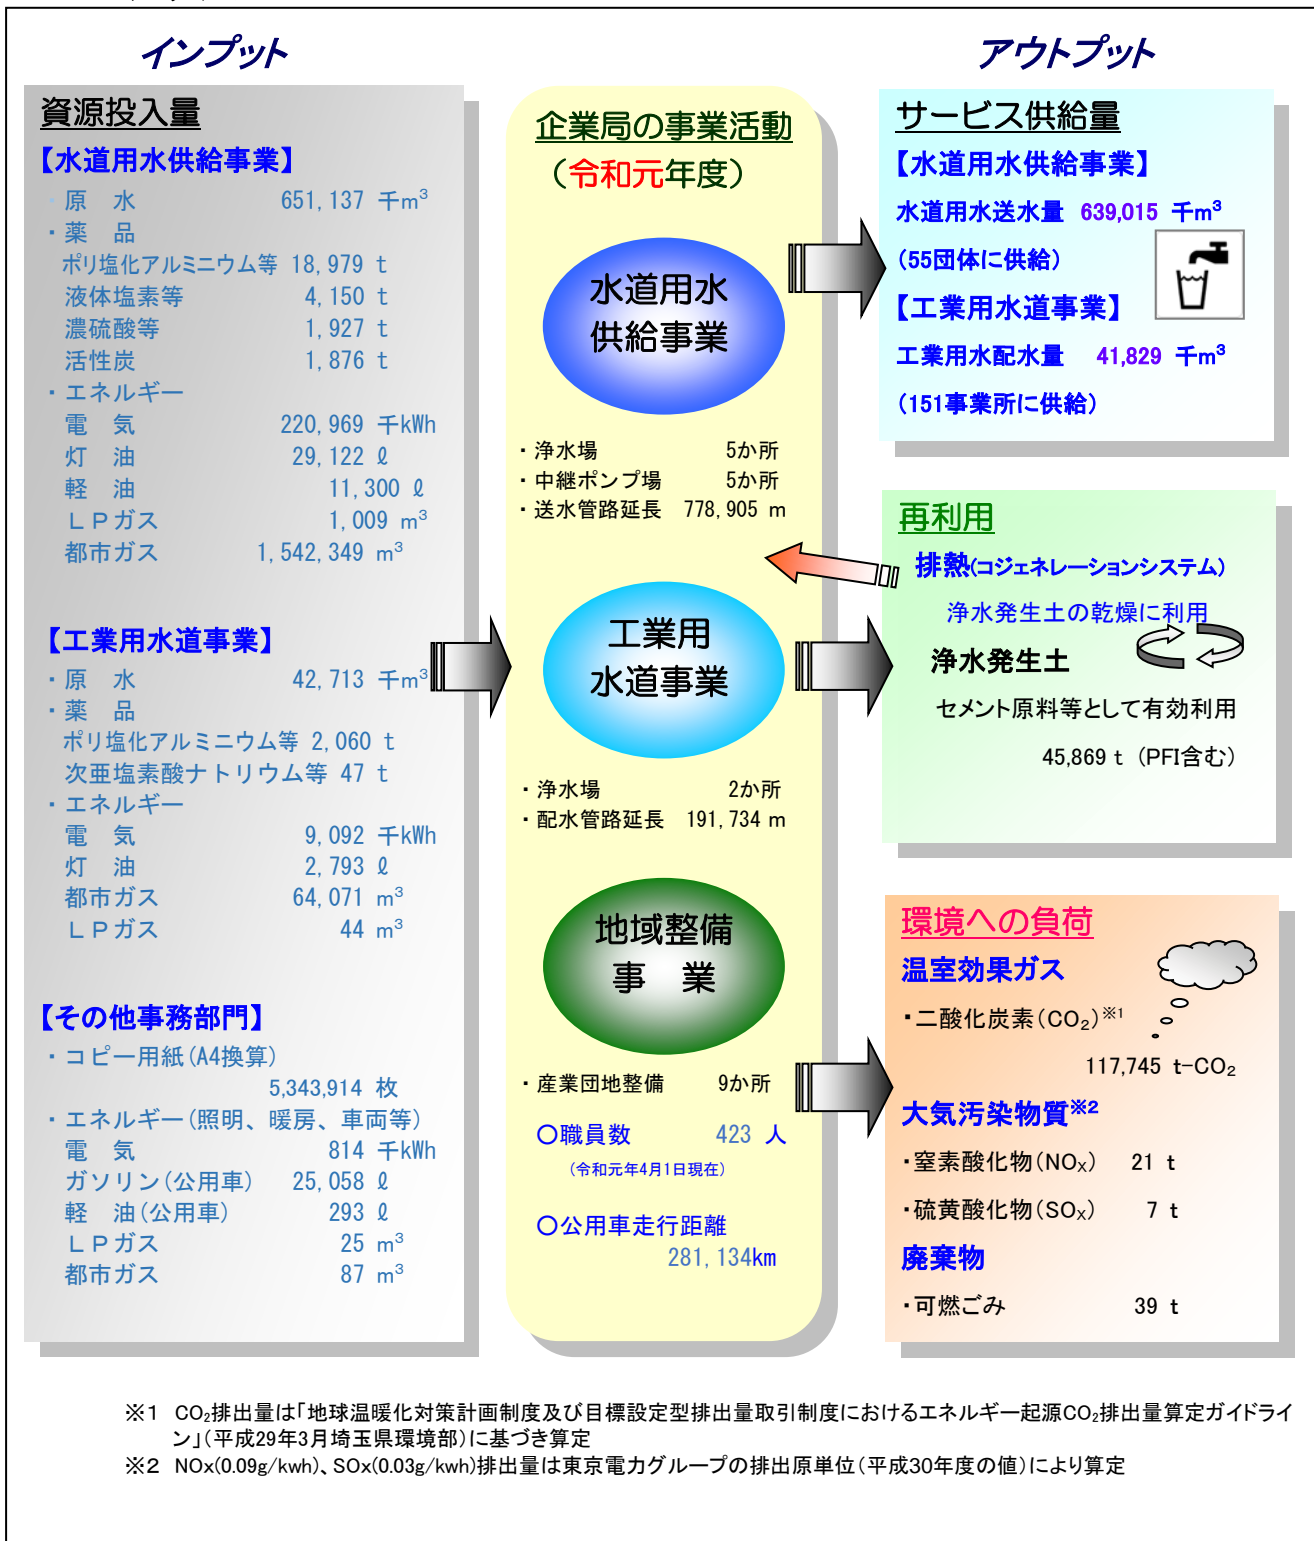 インプット
資源投入量
【水道用水供給事業】
・原 水 651,137 千m³
・薬 品
ポリ塩化アルミニウム等 18,979 t
液体塩素等 4,150 t
濃硫酸等 1,927 t
活性炭 1,876 t
・エネルギー
電 気 220,969 千kWh
灯 油 29,122 ℓ
軽 油 11,300 ℓ
LPガス 1,009 m³
都市ガス 1,542,349 m³
【工業用水道事業】
・原 水 42,713 千m³
・薬 品
ポリ塩化アルミニウム等 2,060 t
次亜塩素酸ナトリウム等 47 t
・エネルギー
電 気 9,092 千kWh
灯 油 2,793 ℓ
都市ガス 64,071 m³
LPガス 44 m³
【その他事務部門】
・コピー用紙(A4換算)
5,343,914 枚
・エネルギー(照明、暖房、車両等)
電 気 814 千kWh
ガソリン(公用車) 25,058 ℓ
軽 油(公用車) 293 ℓ
LPガス 25 m³
都市ガス 87 m³
企業局の事業活動
(令和元年度)
水道用水
供給事業
・浄水場 5か所
・中継ポンプ場 5か所
・送水管路延長 778,905 m
工業用
水道事業
・浄水場 2か所
・配水管路延長 191,734 m
地域整備
事 業
・産業団地整備 9か所
○職員数 423 人
(令和元年4月1日現在)
○公用車走行距離
281,134km
アウトプット
サービス供給量
【水道用水供給事業】
水道用水送水量 639,015 千m³
(55団体に供給)
【工業用水道事業】
工業用水配水量 41,829 千m³
(151事業所に供給)
再利用
排熱(コジェネレーションシステム)
浄水発生土の乾燥に利用
浄水発生土
セメント原料等として有効利用
45,869 t (PFI含む)
環境への負荷
温室効果ガス
・二酸化炭素(CO₂)※1
117,745 t-CO₂
大気汚染物質※2
・窒素酸化物(NOx) 21 t
・硫黄酸化物(SOx) 7 t
廃棄物
・可燃ごみ 39 t
※1 CO₂排出量は「地球温暖化対策計画制度及び目標設定型排出量取引制度におけるエネルギー起源CO₂排出量算定ガイドライ
ン」(平成29年3月埼玉県環境部)に基づき算定
※2 NOx(0.09g/kwh)、SOx(0.03g/kwh)排出量は東京電力グループの排出原単位(平成30年度の値)により算定